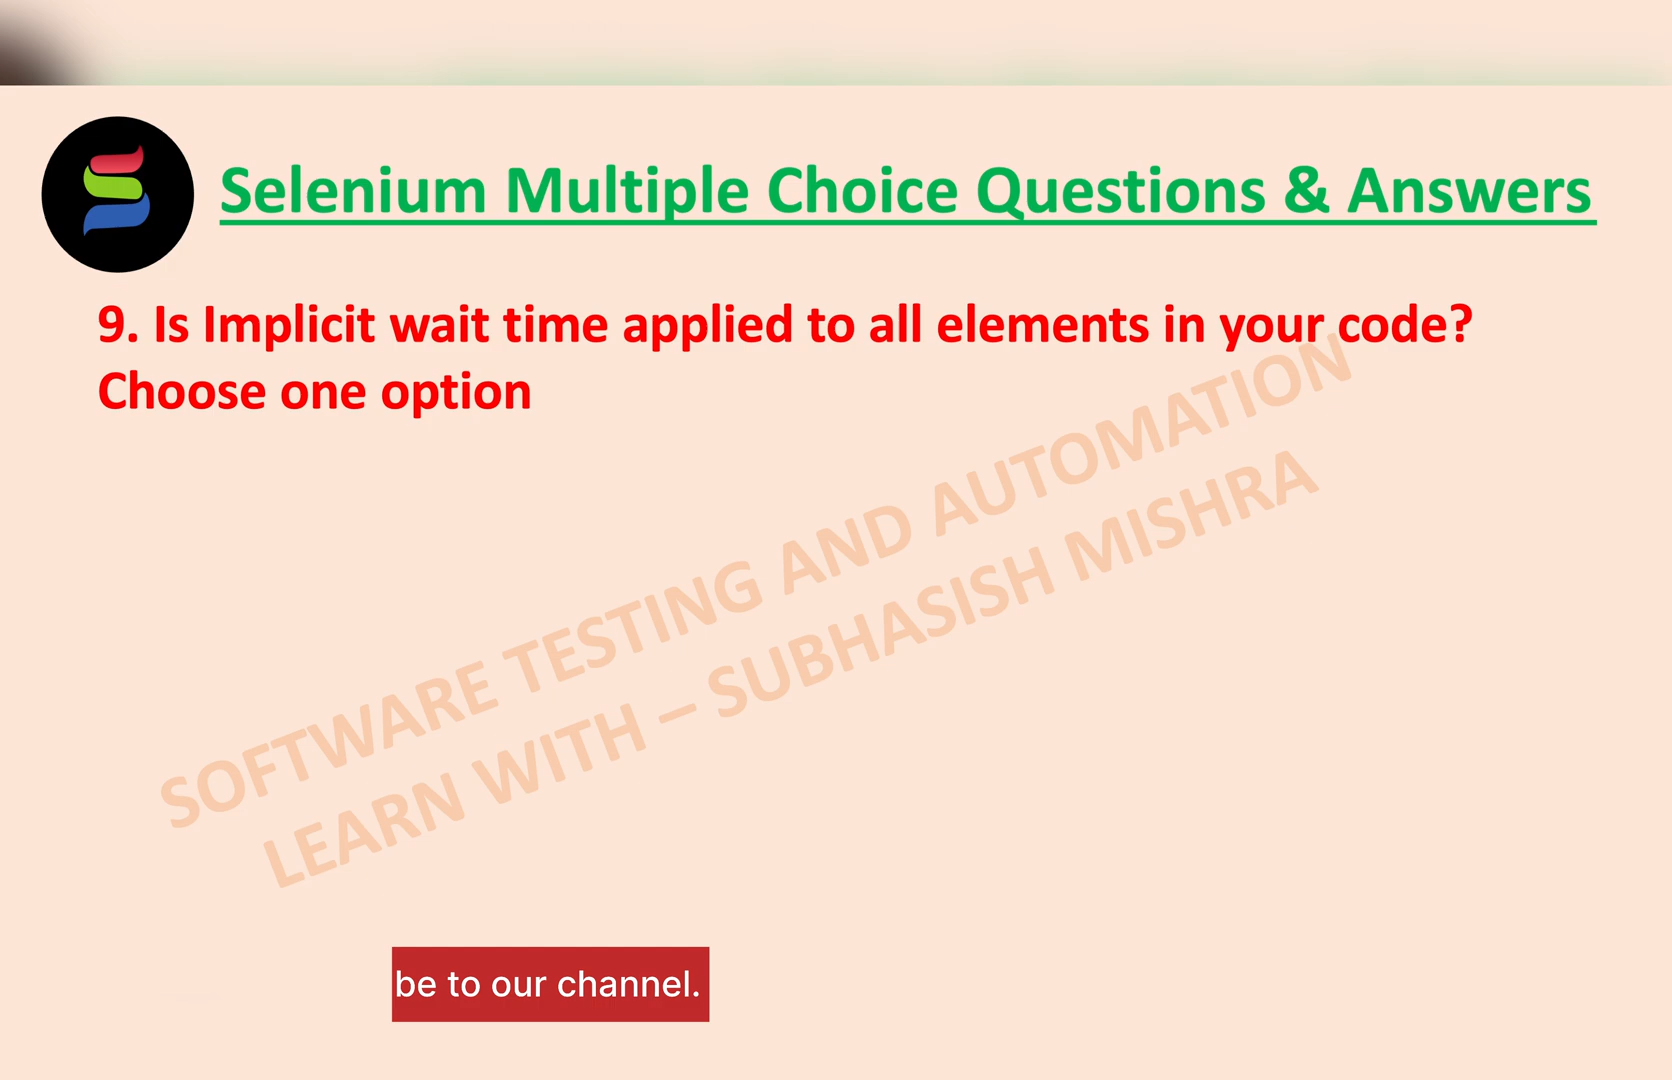 Selenium Multiple Choice Questions & Answers
9. Is Implicit wait time applied to all elements in your code?
Choose one option
SOFTWARE TESTING AND AUTOMATION
LEARN WITH – SUBHASISH MISHRA
be to our channel.